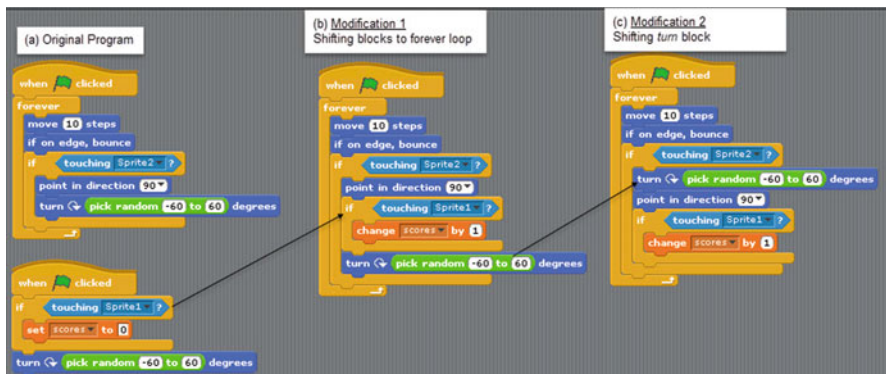 (a) Original Program
when clicked
forever
move 10 steps
if on edge, bounce
if touching Sprite2 ?
point in direction 90
turn pick random -60 to 60 degrees
when clicked
if touching Sprite1 ?
set scores to 0
turn pick random -60 to 60 degrees
(b) Modification 1
Shifting blocks to forever loop
when clicked
forever
move 10 steps
if on edge, bounce
if touching Sprite2 ?
point in direction 90
if touching Sprite1 ?
change scores by 1
turn pick random -60 to 60 degrees
(c) Modification 2
Shifting turn block
when clicked
forever
move 10 steps
if on edge, bounce
if touching Sprite2 ?
turn pick random -60 to 60 degrees
point in direction 90
if touching Sprite1 ?
change scores by 1